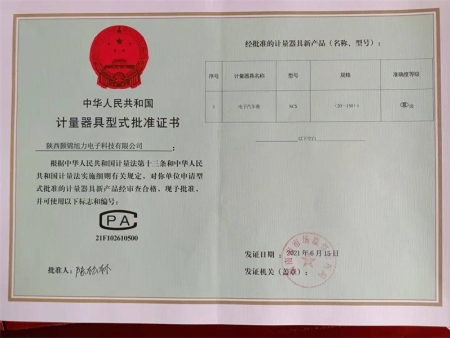 中华人民共和国
计量器具型式批准证书
陕西颢锦旭力电子科技有限公司：
根据中华人民共和国计量法第十三条和中华人民
共和国计量法实施细则有关规定，对你单位申请型
式批准的计量器具新产品经审查合格，现予批准，
并可使用以下标志和编号：
CPA
21F102610500
批准人：
经批准的计量器具新产品（名称、型号）：
序号 计量器具名称 型号 规格 准确度等级
1 电子汽车衡 SCS (20~150)t
发证日期： 2021年6月15日
发证机关（盖章）：